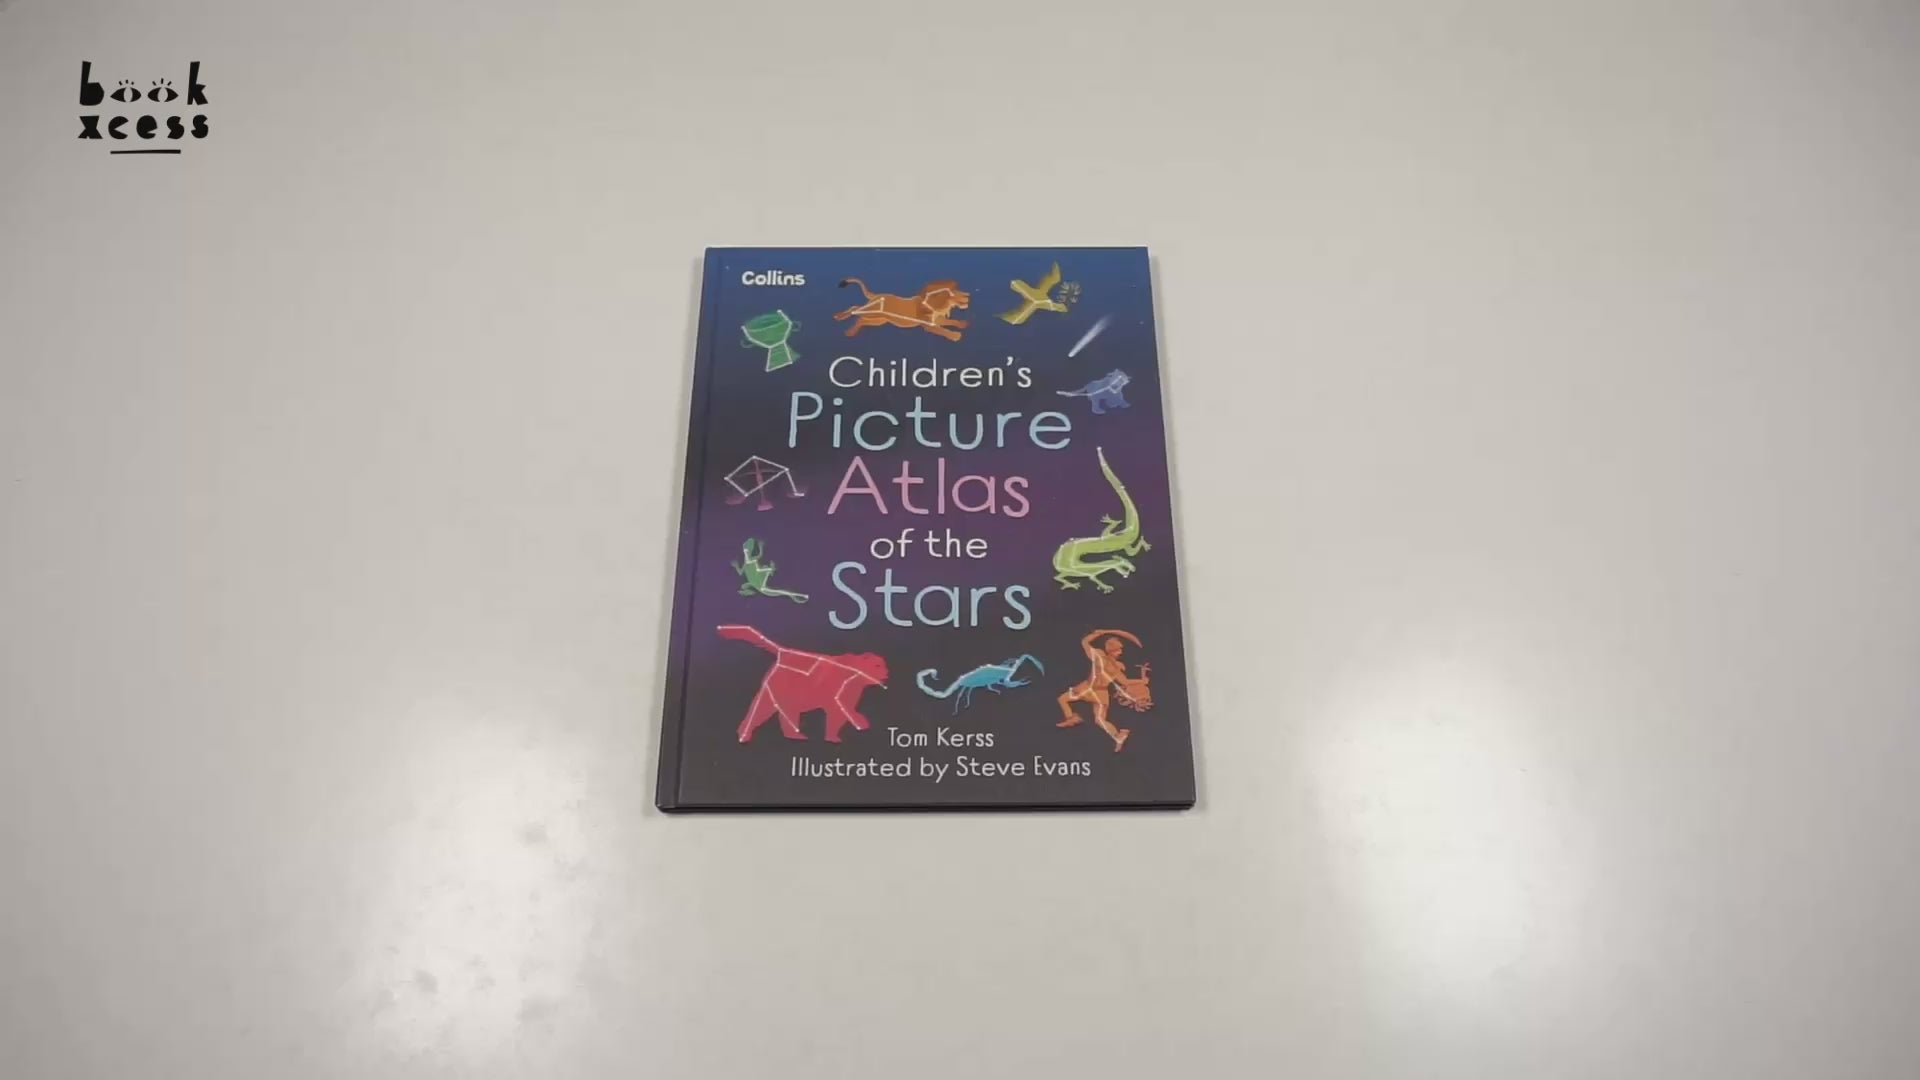 book
xcess
Collins
Children's
Picture
Atlas
of the
Stars
Tom Kerss
Illustrated by Steve Evans